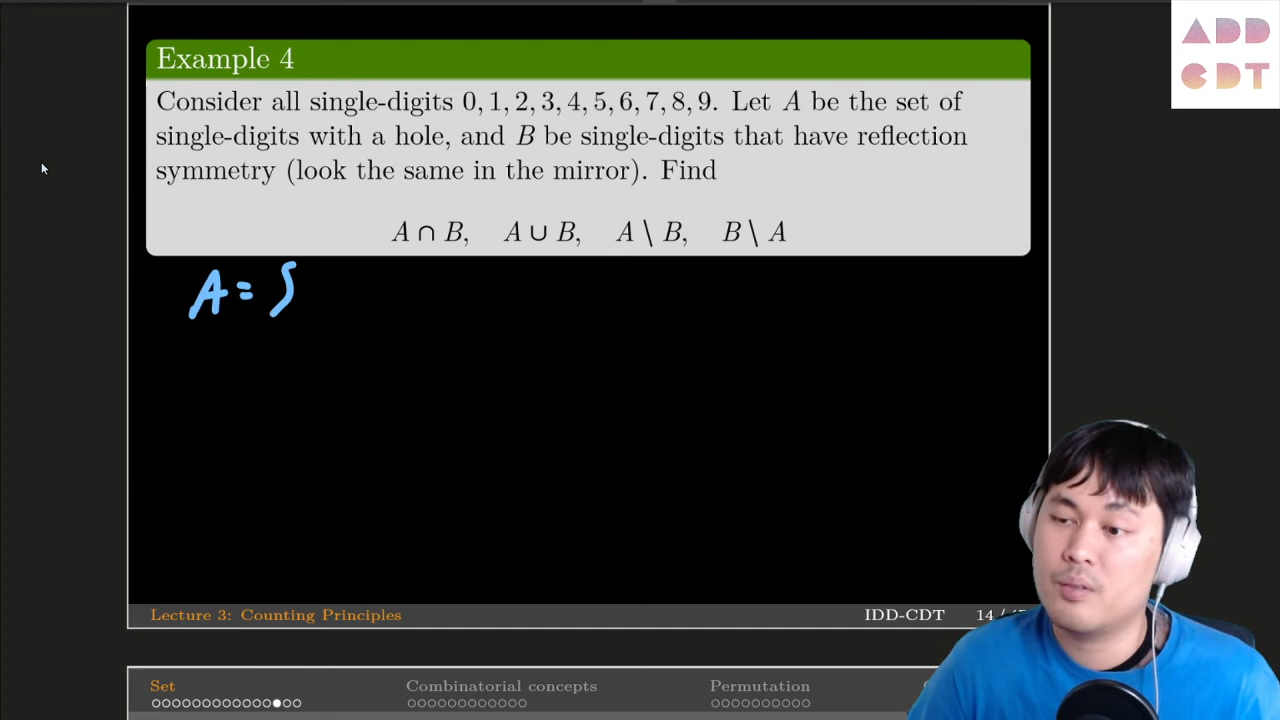 ADD
CDT
Example 4
Consider all single-digits 0, 1, 2, 3, 4, 5, 6, 7, 8, 9. Let A be the set of
single-digits with a hole, and B be single-digits that have reflection
symmetry (look the same in the mirror). Find
A ∩ B, A ∪ B, A \ B, B \ A
A =
Lecture 3: Counting Principles IDD-CDT 14 /
Set Combinatorial concepts Permutation